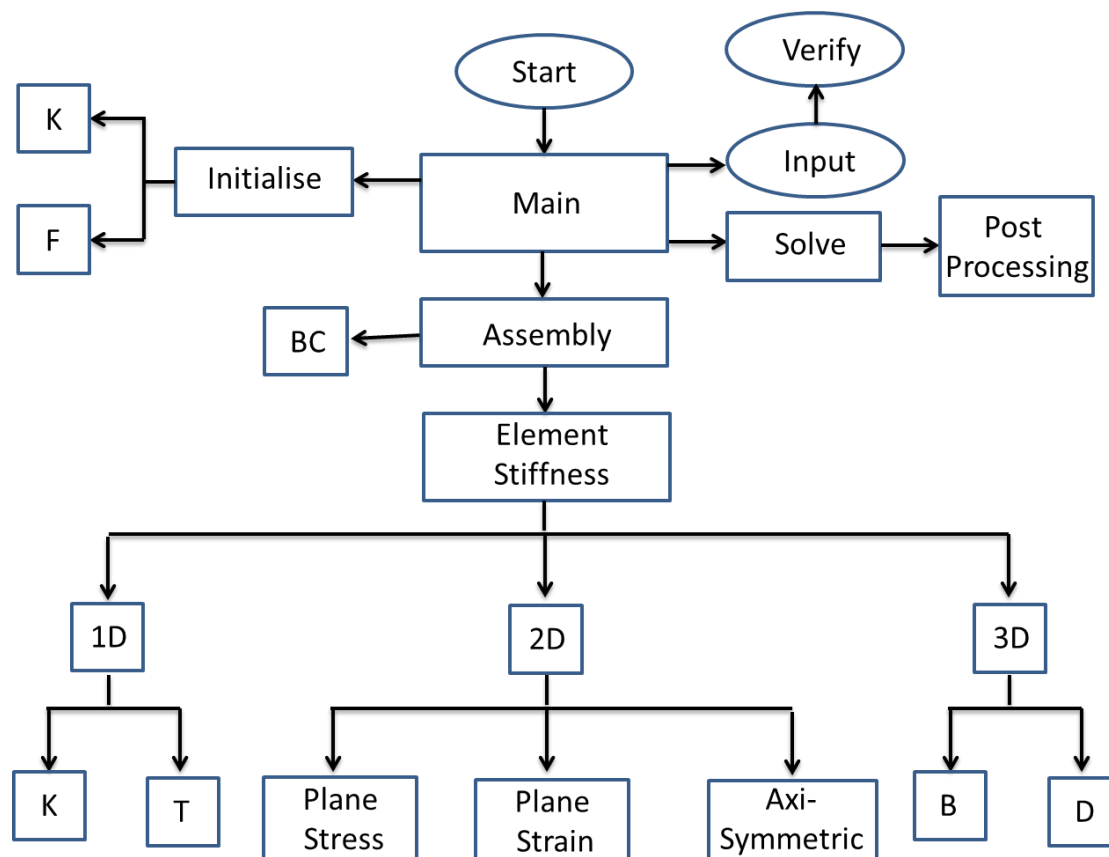 Start
Verify
K
Initialise
Main
Input
F
Solve
Post
Processing
BC
Assembly
Element
Stiffness
1D
2D
3D
K
T
Plane
Stress
Plane
Strain
Axi-
Symmetric
B
D